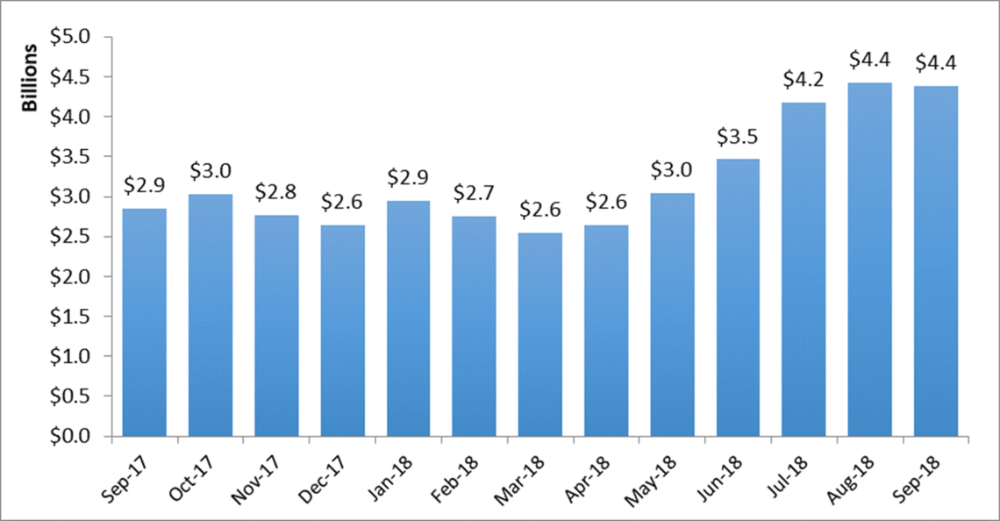 Billions
$5.0
$4.5
$4.0
$3.5
$3.0
$2.5
$2.0
$1.5
$1.0
$0.5
$0.0
$2.9
$3.0
$2.8
$2.6
$2.9
$2.7
$2.6
$2.6
$3.0
$3.5
$4.2
$4.4
$4.4
Sep-17
Oct-17
Nov-17
Dec-17
Jan-18
Feb-18
Mar-18
Apr-18
May-18
Jun-18
Jul-18
Aug-18
Sep-18